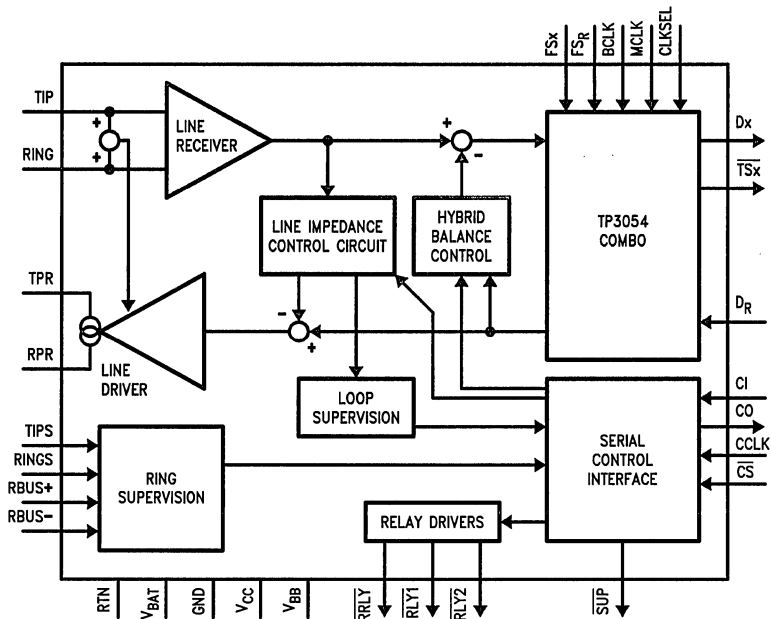 FSx
FSR
BCLK
MCLK
CLKSEL
TIP
+
LINE
RECEIVER
+
-
Dx
+
RING
TSx
LINE IMPEDANCE
CONTROL CIRCUIT
HYBRID
BALANCE
CONTROL
TP3054
COMBO
TPR
-
+
DR
RPR
LINE
DRIVER
LOOP
SUPERVISION
CI
CO
TIPS
RINGS
RBUS+
RBUS-
RING
SUPERVISION
SERIAL
CONTROL
INTERFACE
CCLK
CS
RELAY DRIVERS
RTN
VBAT
GND
VCC
VBB
RRLY
RLY1
RLY2
SUP